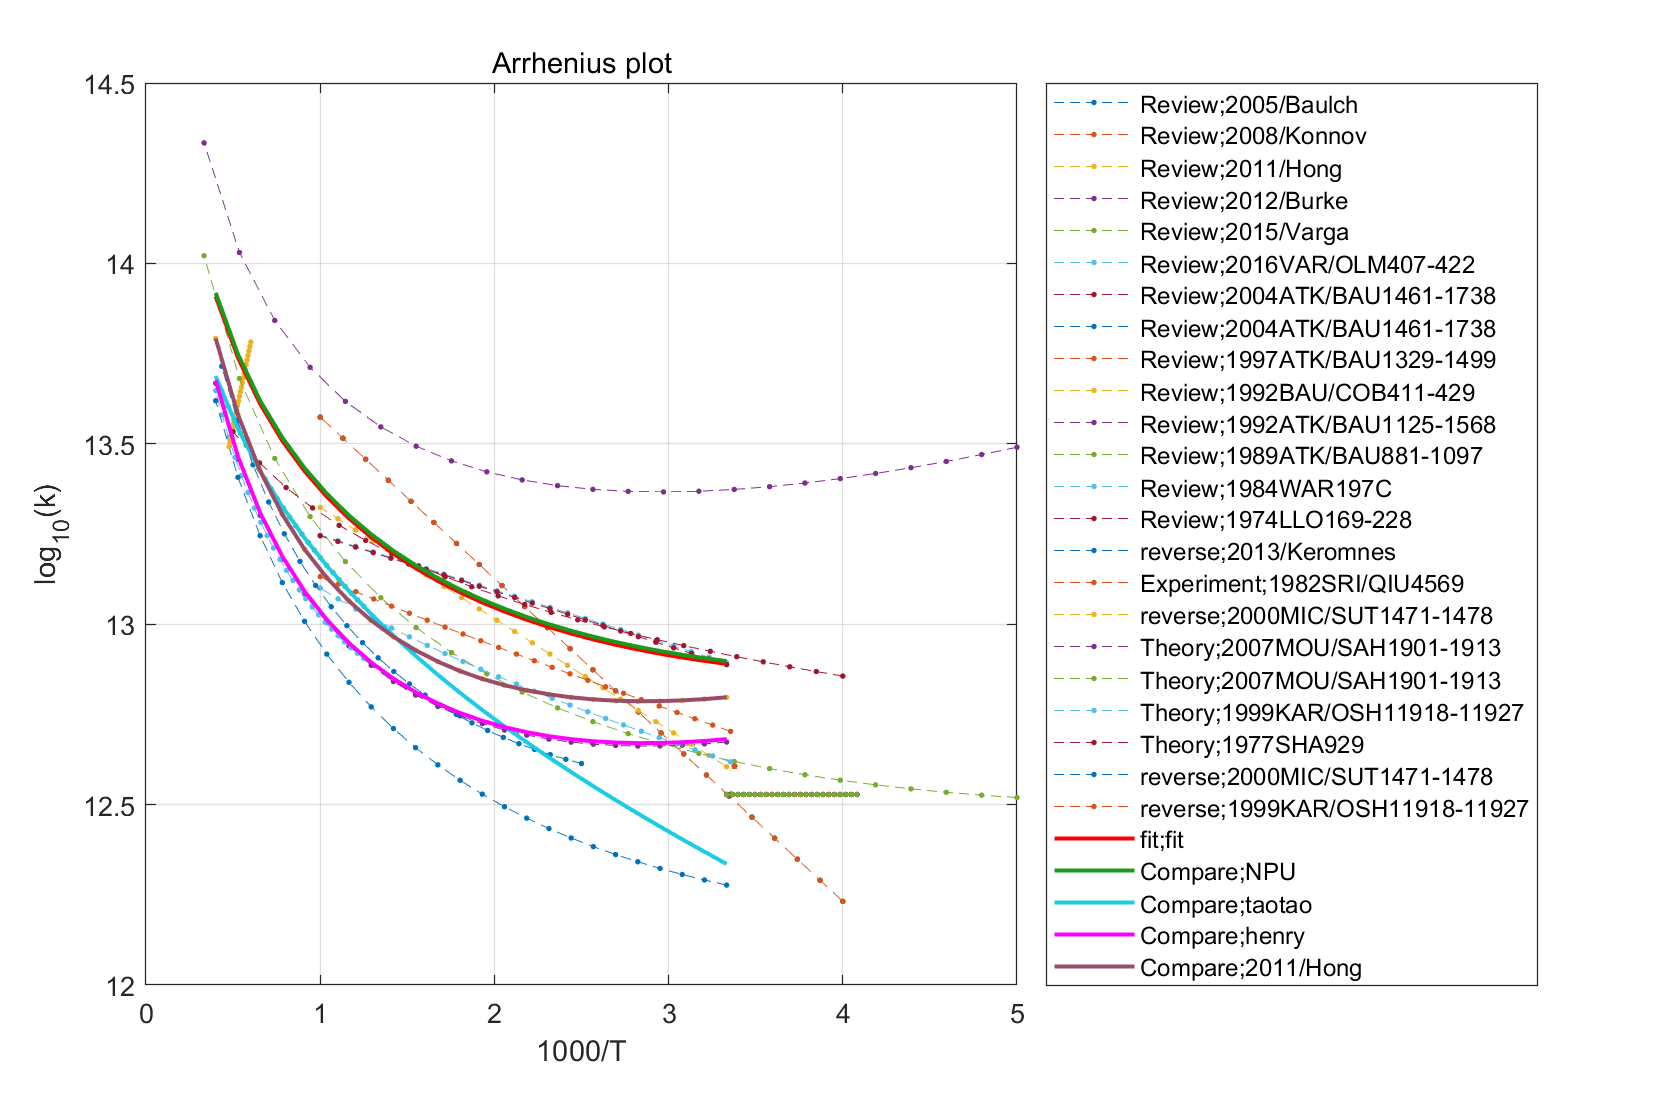 Arrhenius plot
14.5
14
13.5
13
12.5
12
0
1
2
3
4
5
1000/T
log10(k)
Review;2005/Baulch
Review;2008/Konnov
Review;2011/Hong
Review;2012/Burke
Review;2015/Varga
Review;2016VAR/OLM407-422
Review;2004ATK/BAU1461-1738
Review;2004ATK/BAU1461-1738
Review;1997ATK/BAU1329-1499
Review;1992BAU/COB411-429
Review;1992ATK/BAU1125-1568
Review;1989ATK/BAU881-1097
Review;1984WAR197C
Review;1974LLO169-228
reverse;2013/Keromnes
Experiment;1982SRI/QIU4569
reverse;2000MIC/SUT1471-1478
Theory;2007MOU/SAH1901-1913
Theory;2007MOU/SAH1901-1913
Theory;1999KAR/OSH11918-11927
Theory;1977SHA929
reverse;2000MIC/SUT1471-1478
reverse;1999KAR/OSH11918-11927
fit;fit
Compare;NPU
Compare;taotao
Compare;henry
Compare;2011/Hong